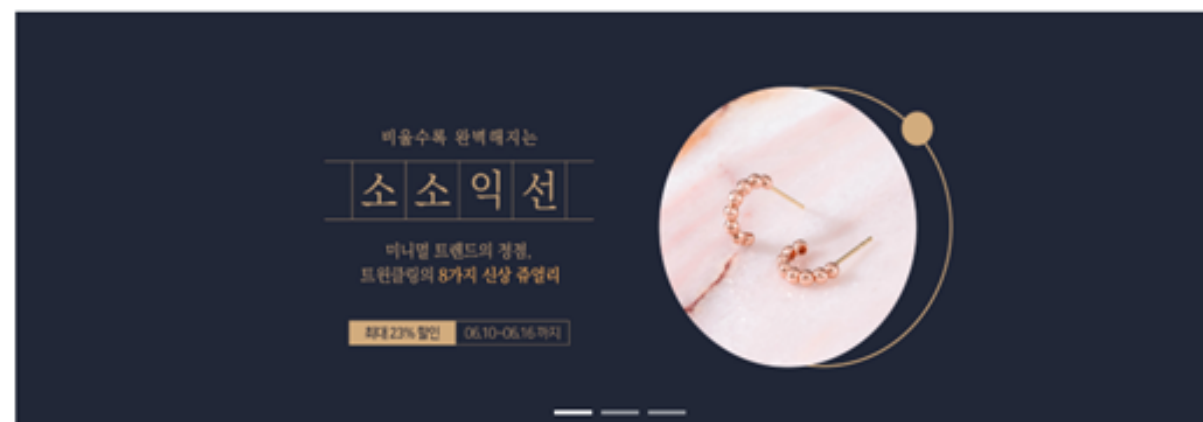 비울수록 완벽해지는
소소익선
미니멀 트렌드의 정점,
트윈클링의 8가지 신상 쥬얼리
최대 23% 할인 06.10~06.16 까지